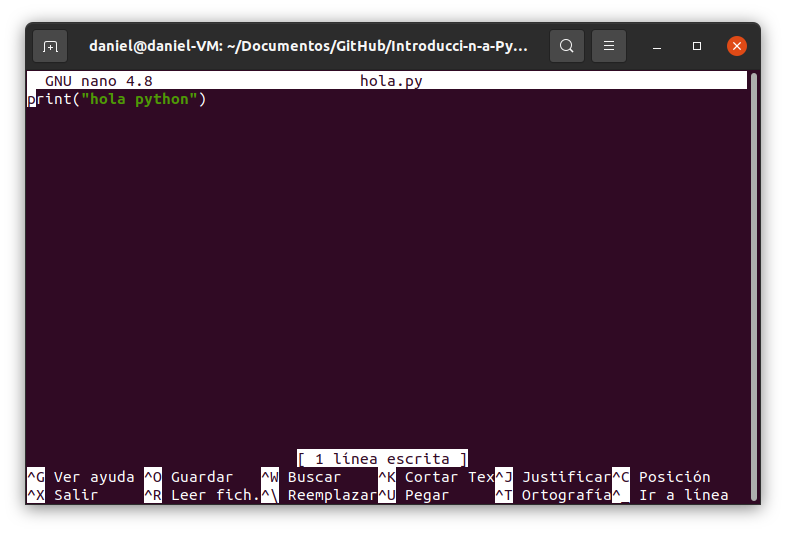 daniel@daniel-VM: ~/Documentos/GitHub/Introducci-n-a-Py...
GNU nano 4.8 hola.py
print("hola python")
[ 1 línea escrita ]
^G Ver ayuda ^O Guardar ^W Buscar ^K Cortar Tex^J Justificar^C Posición
^X Salir ^R Leer fich.^\ Reemplazar^U Pegar ^T Ortografía^_ Ir a línea